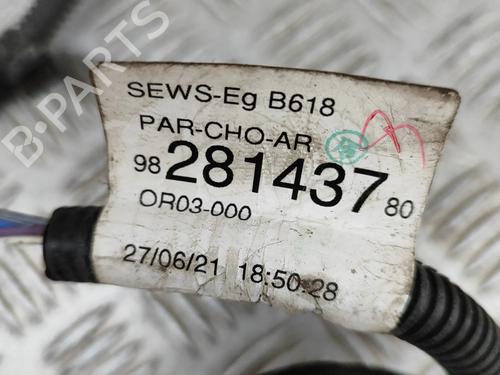 SEWS-Eg B618
PAR-CHO-AR
98 281437 80
OR03-000
27/06/21 18:50:28
B-PARTS